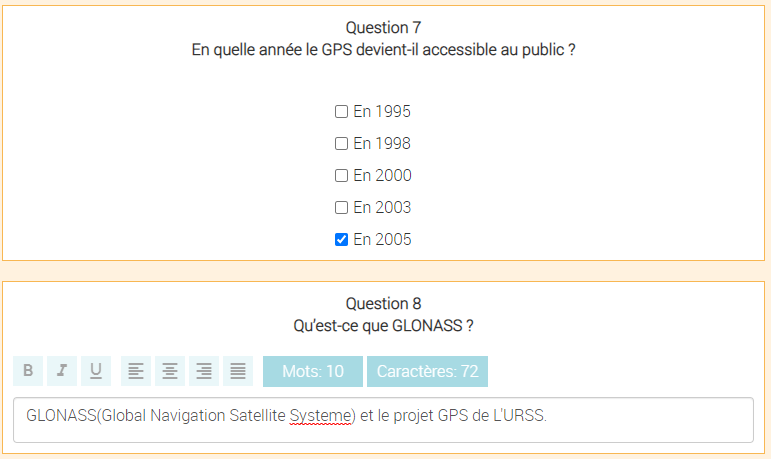 Question 7
En quelle année le GPS devient-il accessible au public ?
En 1995
En 1998
En 2000
En 2003
En 2005
Question 8
Qu’est-ce que GLONASS ?
B I U Mots: 10 Caractères: 72
GLONASS(Global Navigation Satellite Systeme) et le projet GPS de L'URSS.